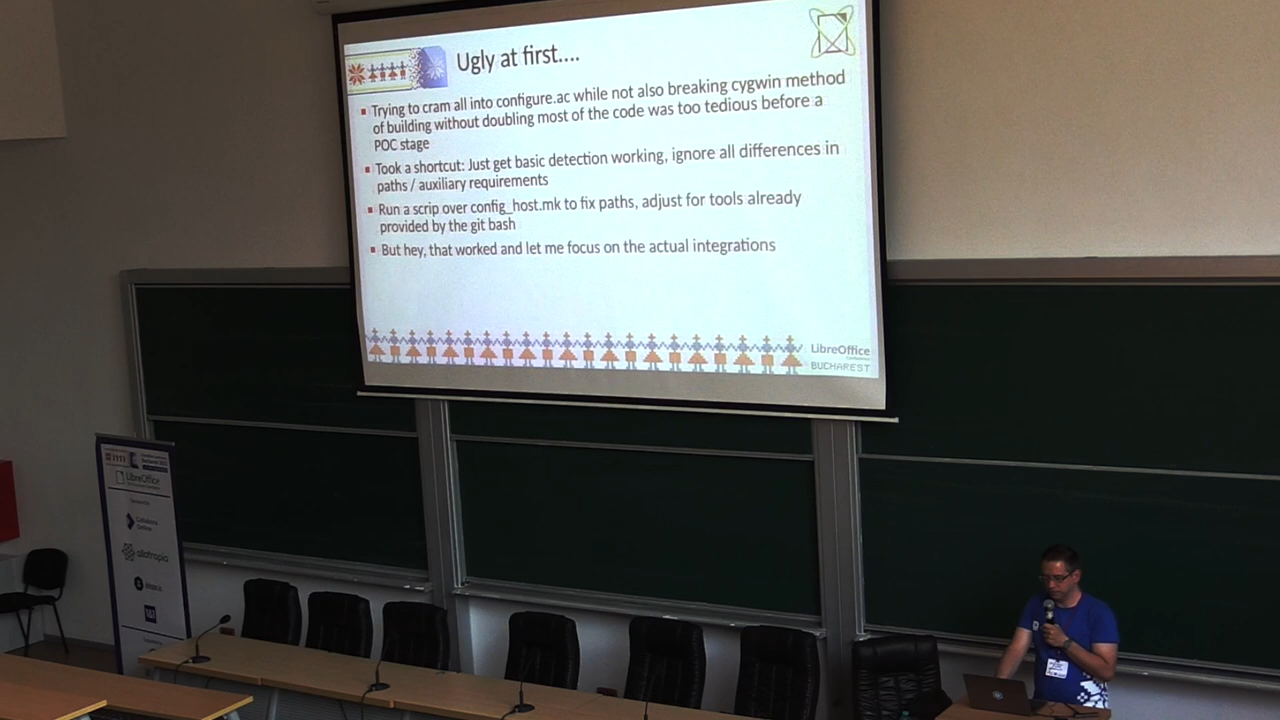 Ugly at first....
Trying to cram all into configure.ac while not also breaking cygwin method
of building without doubling most of the code was too tedious before a
POC stage
Took a shortcut: Just get basic detection working, ignore all differences in
paths / auxiliary requirements
Run a scrip over config_host.mk to fix paths, adjust for tools already
provided by the git bash
But hey, that worked and let me focus on the actual integrations
LibreOffice
Conference
BUCHAREST
LibreOffice
Collabora
Online
allotropia